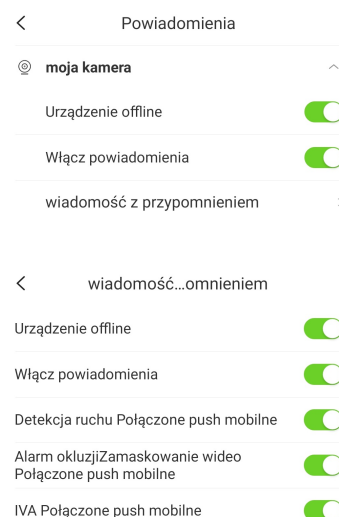 Powiadomienia
moja kamera
Urządzenie offline
Włącz powiadomienia
wiadomość z przypomnieniem
wiadomość...omnieniem
Urządzenie offline
Włącz powiadomienia
Detekcja ruchu Połączone push mobilne
Alarm okluzjiZamaskowanie wideo
Połączone push mobilne
IVA Połączone push mobilne